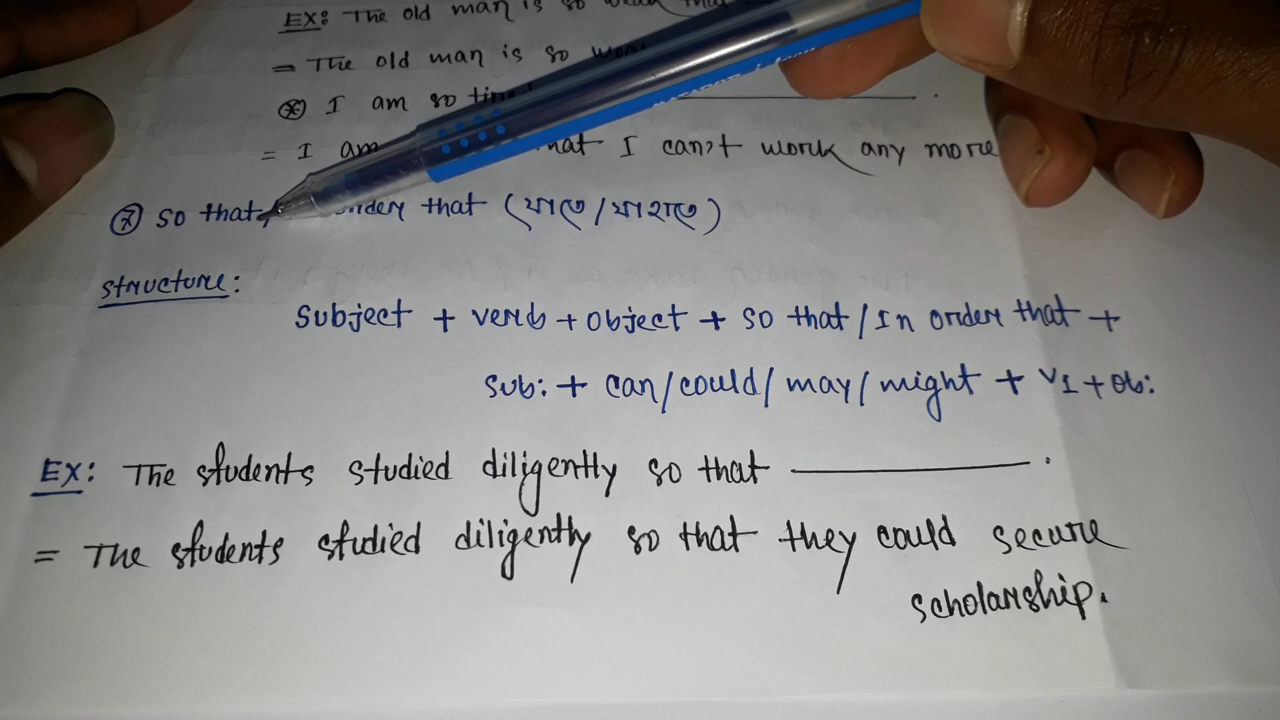 EX: The old man is so
= The old man is so
⊛ I am so
= I am that I can't work any more
⑦ so that, order that (যাতে/যাহাতে)
structure:
subject + verb + object + so that / In order that +
sub: + can/could/may/might + V1 + ob:
EX: The students studied diligently so that ———.
= The students studied diligently so that they could secure
scholarship.